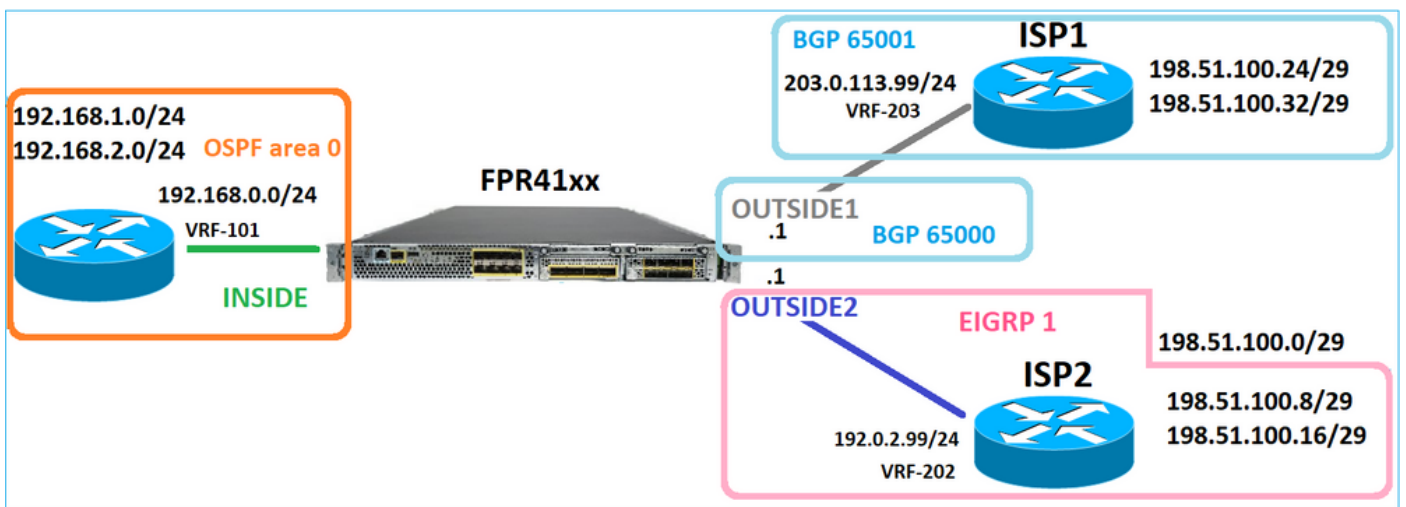 192.168.1.0/24
192.168.2.0/24 OSPF area 0
192.168.0.0/24
VRF-101
INSIDE
FPR41xx
BGP 65001
ISP1
203.0.113.99/24
VRF-203
198.51.100.24/29
198.51.100.32/29
OUTSIDE1
.1
BGP 65000
.1
OUTSIDE2
EIGRP 1
198.51.100.0/29
ISP2
192.0.2.99/24
VRF-202
198.51.100.8/29
198.51.100.16/29